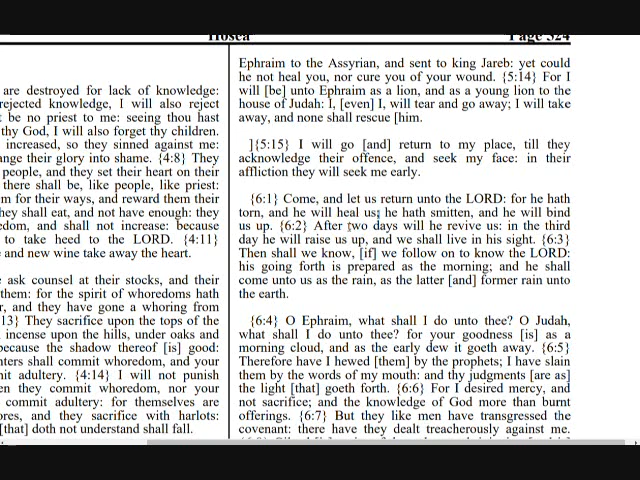 Hosea
Page 524
are destroyed for lack of knowledge:
rejected knowledge, I will also reject
be no priest to me: seeing thou hast
thy God, I will also forget thy children.
increased, so they sinned against me:
ange their glory into shame. {4:8} They
people, and they set their heart on their
there shall be, like people, like priest:
m for their ways, and reward them their
hey shall eat, and not have enough: they
edom, and shall not increase: because
to take heed to the LORD. {4:11}
and new wine take away the heart.
ask counsel at their stocks, and their
them: for the spirit of whoredoms hath
r, and they have gone a whoring from
13} They sacrifice upon the tops of the
incense upon the hills, under oaks and
because the shadow thereof [is] good:
hters shall commit whoredom, and your
mit adultery. {4:14} I will not punish
en they commit whoredom, nor your
commit adultery: for themselves are
ores, and they sacrifice with harlots:
[that] doth not understand shall fall.
Ephraim to the Assyrian, and sent to king Jareb: yet could
he not heal you, nor cure you of your wound. {5:14} For I
will [be] unto Ephraim as a lion, and as a young lion to the
house of Judah: I, [even] I, will tear and go away; I will take
away, and none shall rescue [him.
]{5:15} I will go [and] return to my place, till they
acknowledge their offence, and seek my face: in their
affliction they will seek me early.
{6:1} Come, and let us return unto the LORD: for he hath
torn, and he will heal us; he hath smitten, and he will bind
us up. {6:2} After two days will he revive us: in the third
day he will raise us up, and we shall live in his sight. {6:3}
Then shall we know, [if] we follow on to know the LORD:
his going forth is prepared as the morning; and he shall
come unto us as the rain, as the latter [and] former rain unto
the earth.
{6:4} O Ephraim, what shall I do unto thee? O Judah,
what shall I do unto thee? for your goodness [is] as a
morning cloud, and as the early dew it goeth away. {6:5}
Therefore have I hewed [them] by the prophets; I have slain
them by the words of my mouth: and thy judgments [are as]
the light [that] goeth forth. {6:6} For I desired mercy, and
not sacrifice; and the knowledge of God more than burnt
offerings. {6:7} But they like men have transgressed the
covenant: there have they dealt treacherously against me.